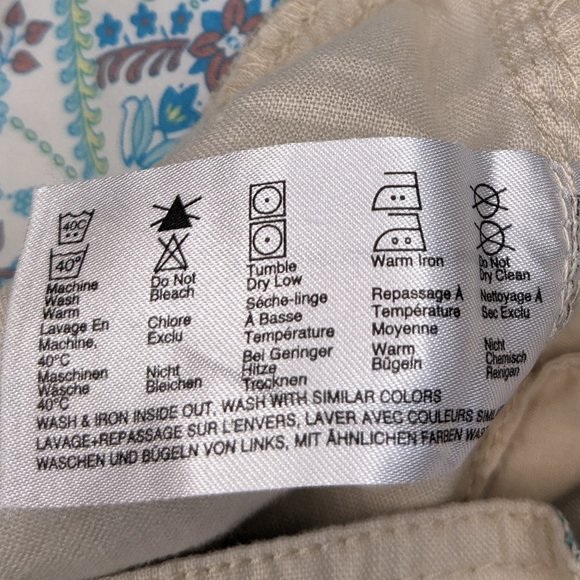 40C
40°
Machine
Wash
Warm
Lavage En
Machine,
40°C
Maschinen
Wäsche
40°C
Do Not
Bleach
Chlore
Exclu
Nicht
Bleichen
Tumble
Dry Low
Séche-linge
À Basse
Température
Bei Geringer
Hitze
Trocknen
Warm Iron
Repassage À
Température
Moyenne
Warm
Bügeln
Do Not
Dry Clean
Nettoyage À
Sec Exclu
Nicht
Chemisch
Reinigen
WASH & IRON INSIDE OUT, WASH WITH SIMILAR COLORS
LAVAGE+REPASSAGE SUR L'ENVERS, LAVER AVEC COULEURS
WASCHEN UND BÜGELN VON LINKS, MIT ÄHNLICHEN FARBEN